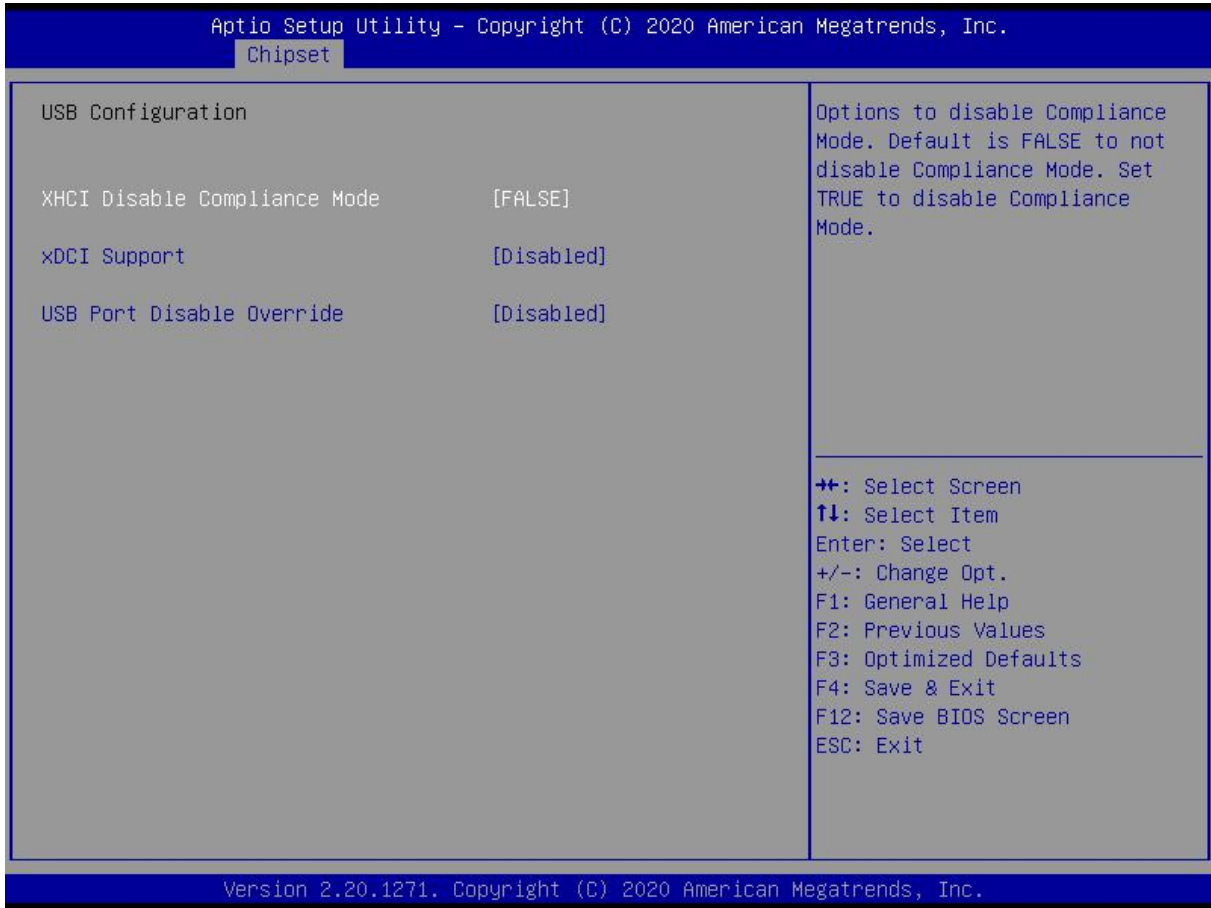 Aptio Setup Utility – Copyright (C) 2020 American Megatrends, Inc.
Chipset
USB Configuration
XHCI Disable Compliance Mode [FALSE]
xDCI Support [Disabled]
USB Port Disable Override [Disabled]
Options to disable Compliance
Mode. Default is FALSE to not
disable Compliance Mode. Set
TRUE to disable Compliance
Mode.
→←: Select Screen
↑↓: Select Item
Enter: Select
+/-: Change Opt.
F1: General Help
F2: Previous Values
F3: Optimized Defaults
F4: Save & Exit
F12: Save BIOS Screen
ESC: Exit
Version 2.20.1271. Copyright (C) 2020 American Megatrends, Inc.